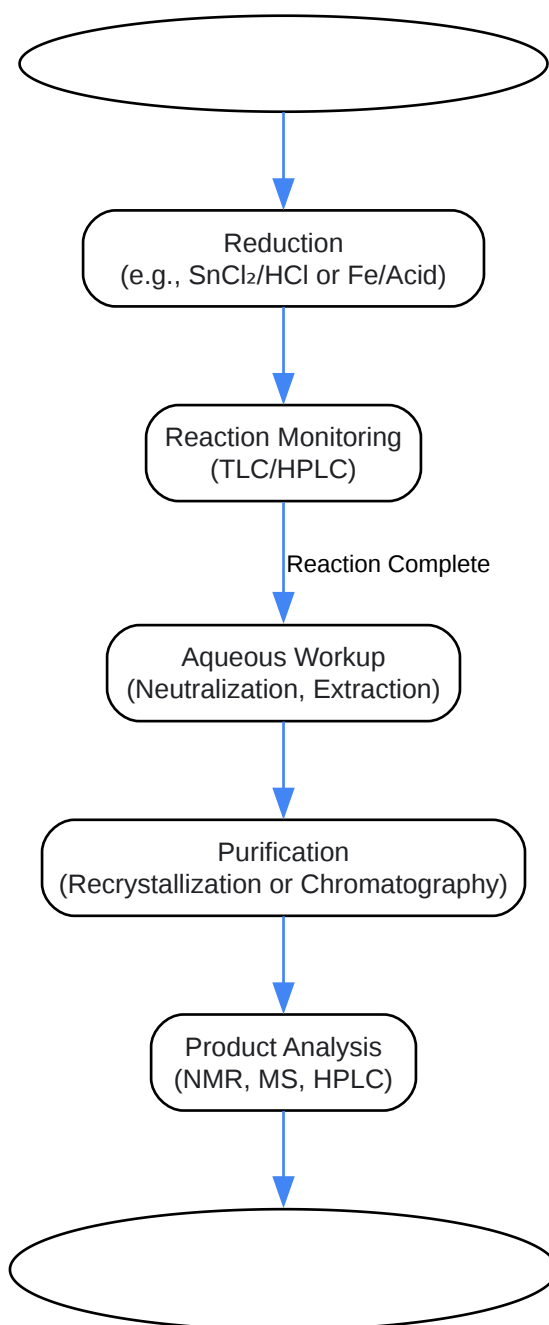 Reduction
(e.g., SnCl₂/HCl or Fe/Acid)
Reaction Monitoring
(TLC/HPLC)
Reaction Complete
Aqueous Workup
(Neutralization, Extraction)
Purification
(Recrystallization or Chromatography)
Product Analysis
(NMR, MS, HPLC)